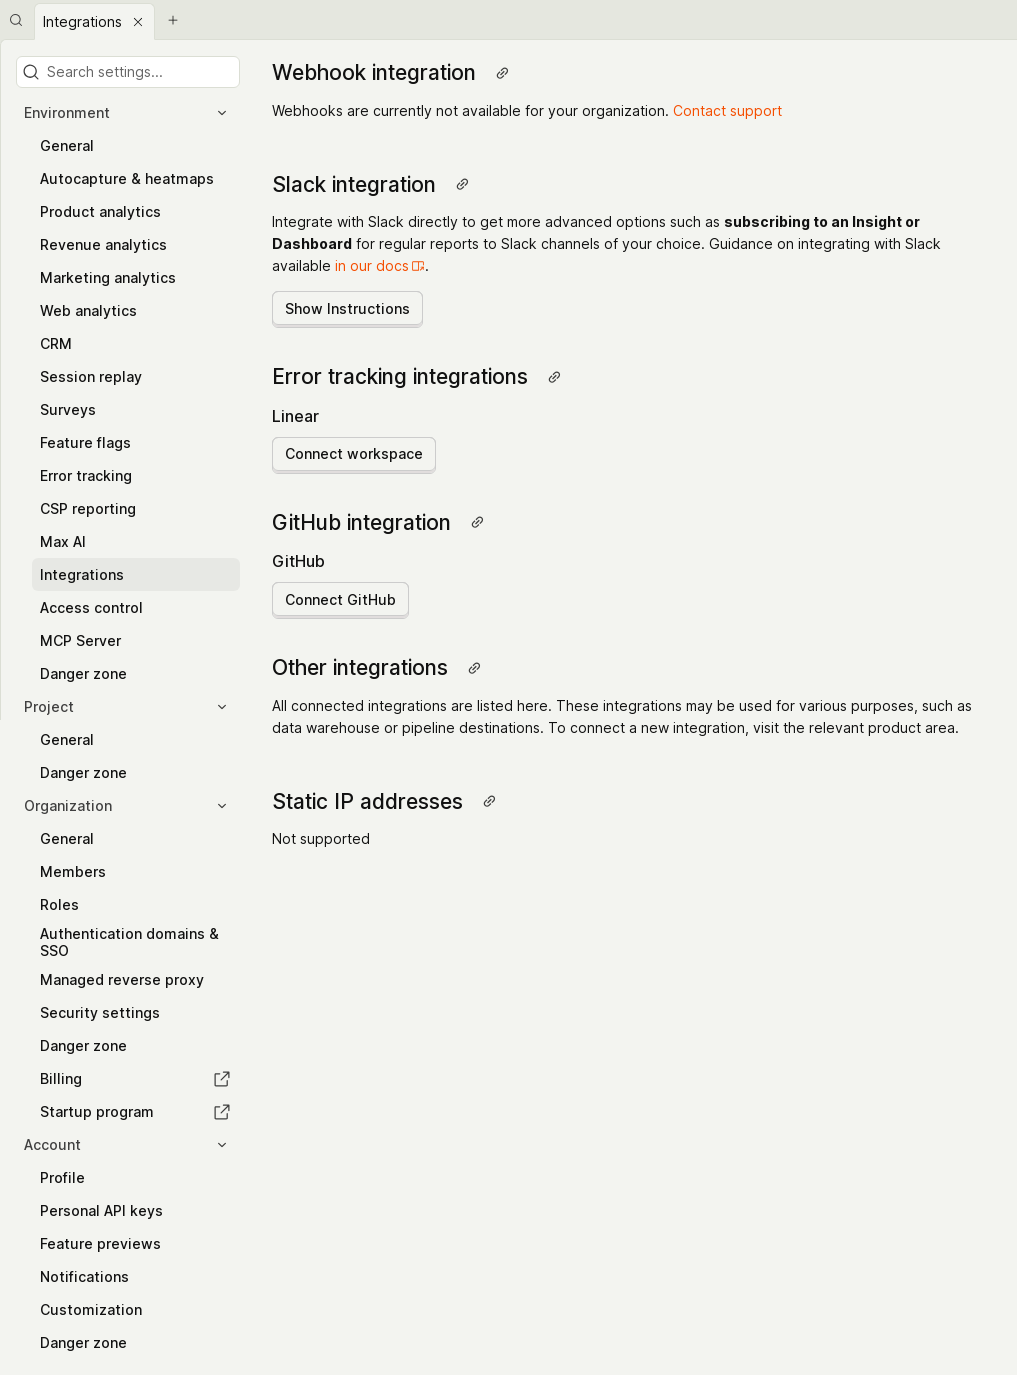 Integrations
Search settings...
Environment
General
Autocapture & heatmaps
Product analytics
Revenue analytics
Marketing analytics
Web analytics
CRM
Session replay
Surveys
Feature flags
Error tracking
CSP reporting
Max AI
Integrations
Access control
MCP Server
Danger zone
Project
General
Danger zone
Organization
General
Members
Roles
Authentication domains &
SSO
Managed reverse proxy
Security settings
Danger zone
Billing
Startup program
Account
Profile
Personal API keys
Feature previews
Notifications
Customization
Danger zone
Webhook integration
Webhooks are currently not available for your organization. Contact support
Slack integration
Integrate with Slack directly to get more advanced options such as subscribing to an Insight or
Dashboard for regular reports to Slack channels of your choice. Guidance on integrating with Slack
available in our docs.
Show Instructions
Error tracking integrations
Linear
Connect workspace
GitHub integration
GitHub
Connect GitHub
Other integrations
All connected integrations are listed here. These integrations may be used for various purposes, such as
data warehouse or pipeline destinations. To connect a new integration, visit the relevant product area.
Static IP addresses
Not supported